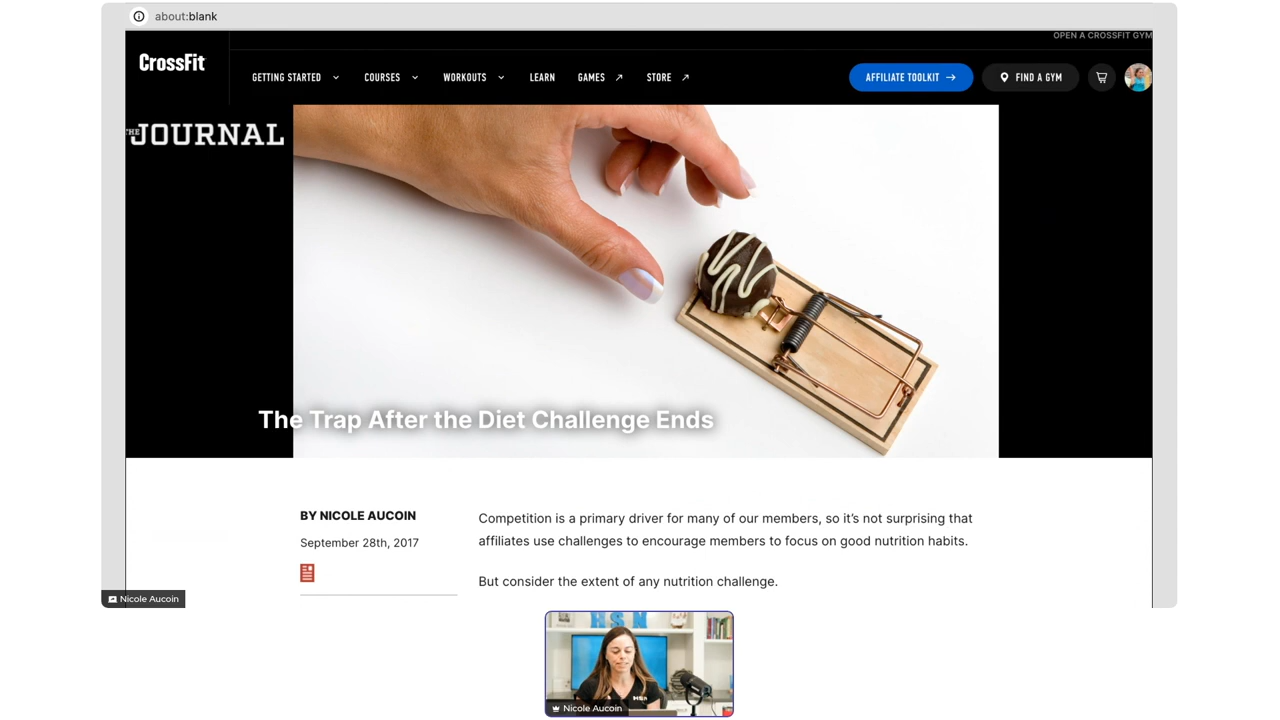 about:blank
OPEN A CROSSFIT GYM
CrossFit
GETTING STARTED COURSES WORKOUTS LEARN GAMES STORE AFFILIATE TOOLKIT → FIND A GYM
THE JOURNAL
The Trap After the Diet Challenge Ends
BY NICOLE AUCOIN
September 28th, 2017
Competition is a primary driver for many of our members, so it’s not surprising that
affiliates use challenges to encourage members to focus on good nutrition habits.
But consider the extent of any nutrition challenge.
Nicole Aucoin
HSN
Nicole Aucoin